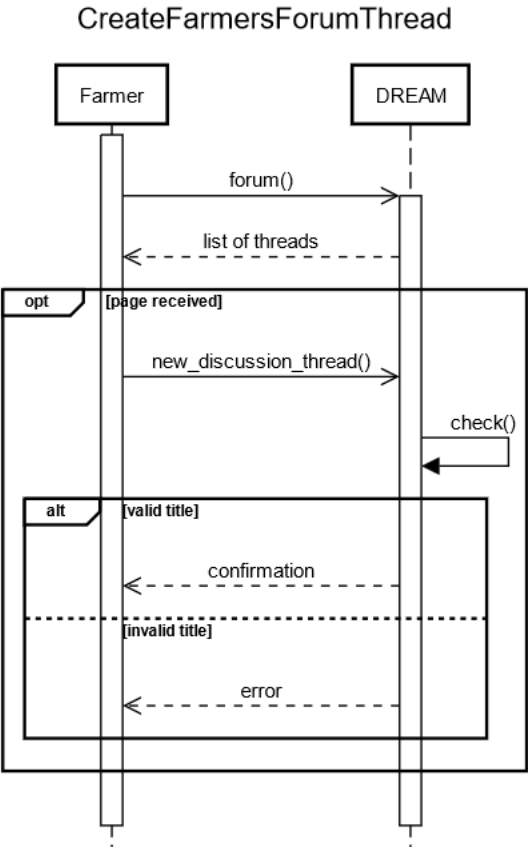 CreateFarmersForumThread
Farmer
DREAM
forum()
list of threads
opt
[page received]
new_discussion_thread()
check()
alt
[valid title]
confirmation
[invalid title]
error